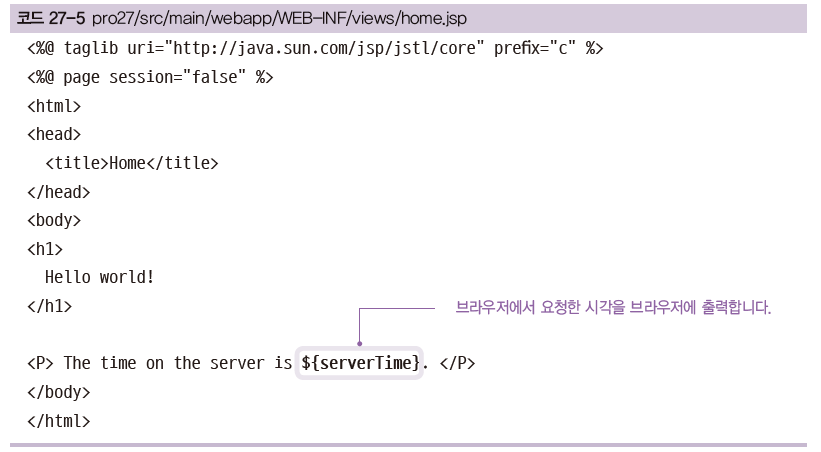 코드 27-5 pro27/src/main/webapp/WEB-INF/views/home.jsp
<%@ taglib uri="http://java.sun.com/jsp/jstl/core" prefix="c" %>
<%@ page session="false" %>
<html>
<head>
  <title>Home</title>
</head>
<body>
<h1>
  Hello world!
</h1>
브라우저에서 요청한 시각을 브라우저에 출력합니다.
<P> The time on the server is ${serverTime}. </P>
</body>
</html>